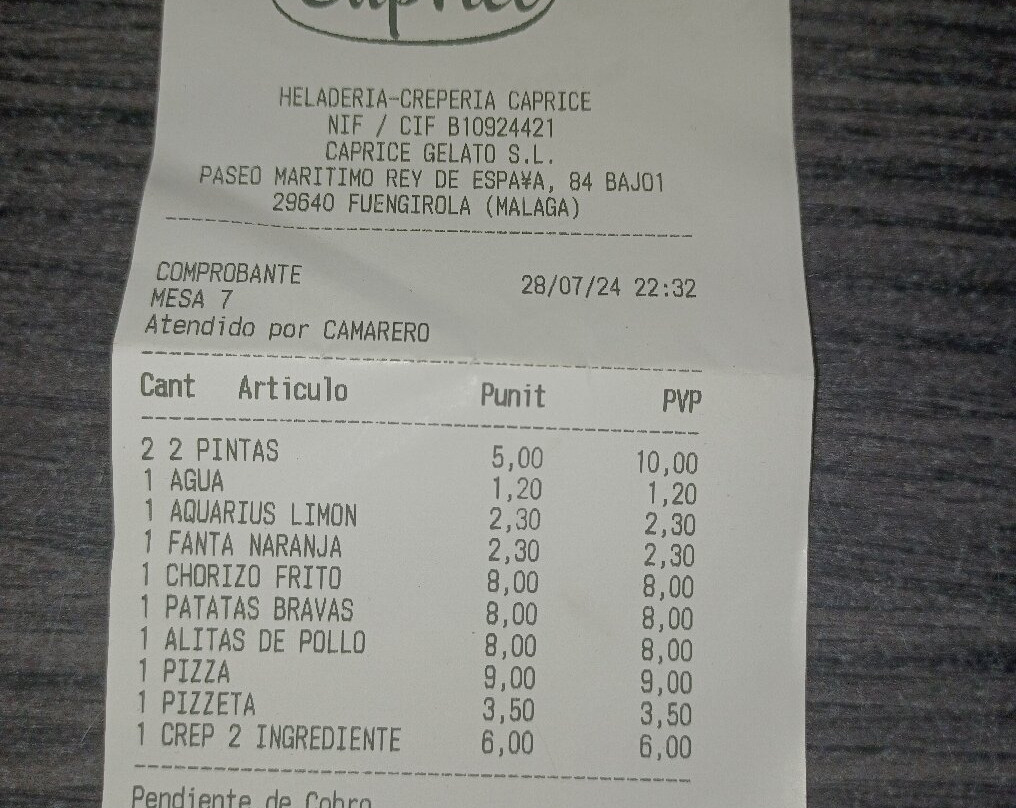 HELADERIA-CREPERIA CAPRICE
NIF / CIF B10924421
CAPRICE GELATO S.L.
PASEO MARITIMO REY DE ESPA¥A, 84 BAJO1
29640 FUENGIROLA (MALAGA)
COMPROBANTE 28/07/24 22:32
MESA 7
Atendido por CAMARERO
Cant Articulo Punit PVP
2 2 PINTAS 5,00 10,00
1 AGUA 1,20 1,20
1 AQUARIUS LIMON 2,30 2,30
1 FANTA NARANJA 2,30 2,30
1 CHORIZO FRITO 8,00 8,00
1 PATATAS BRAVAS 8,00 8,00
1 ALITAS DE POLLO 8,00 8,00
1 PIZZA 9,00 9,00
1 PIZZETA 3,50 3,50
1 CREP 2 INGREDIENTE 6,00 6,00
Pendiente de Cobro